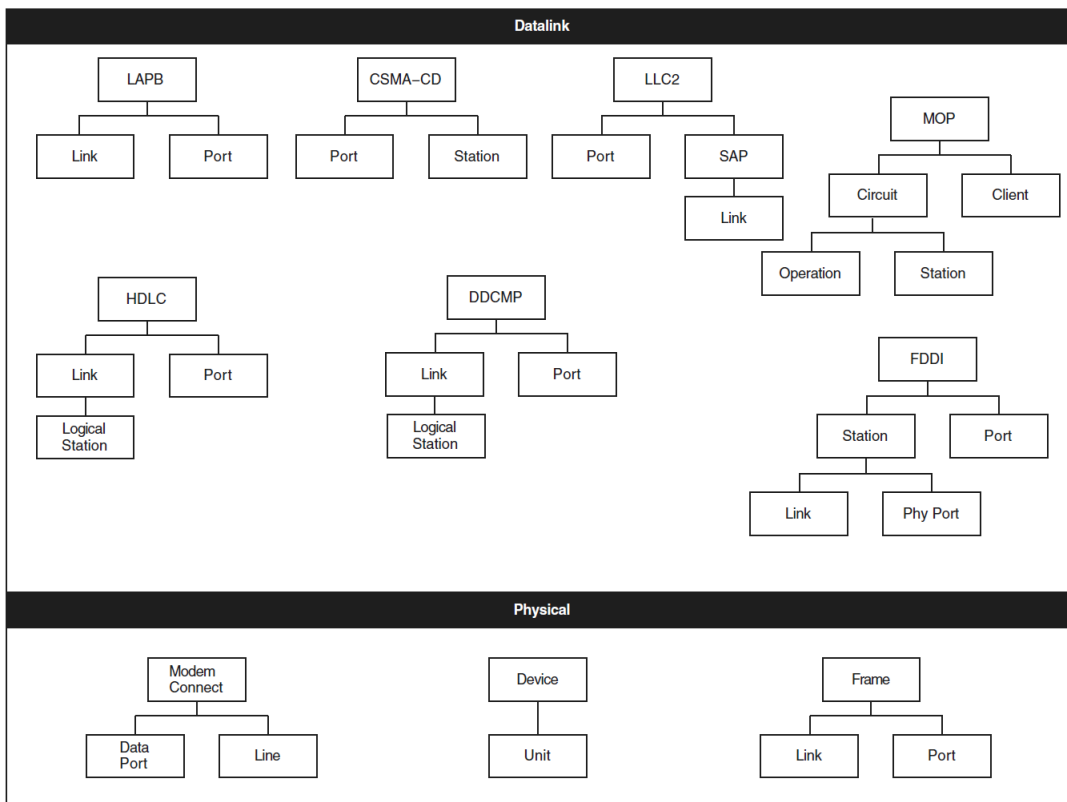 Datalink
LAPB
CSMA–CD
LLC2
MOP
Link
Port
Port
Station
Port
SAP
Circuit
Client
Link
Operation
Station
HDLC
DDCMP
Link
Port
Link
Port
FDDI
Logical
Station
Logical
Station
Station
Port
Link
Phy Port
Physical
Modem
Connect
Device
Frame
Data
Port
Line
Unit
Link
Port